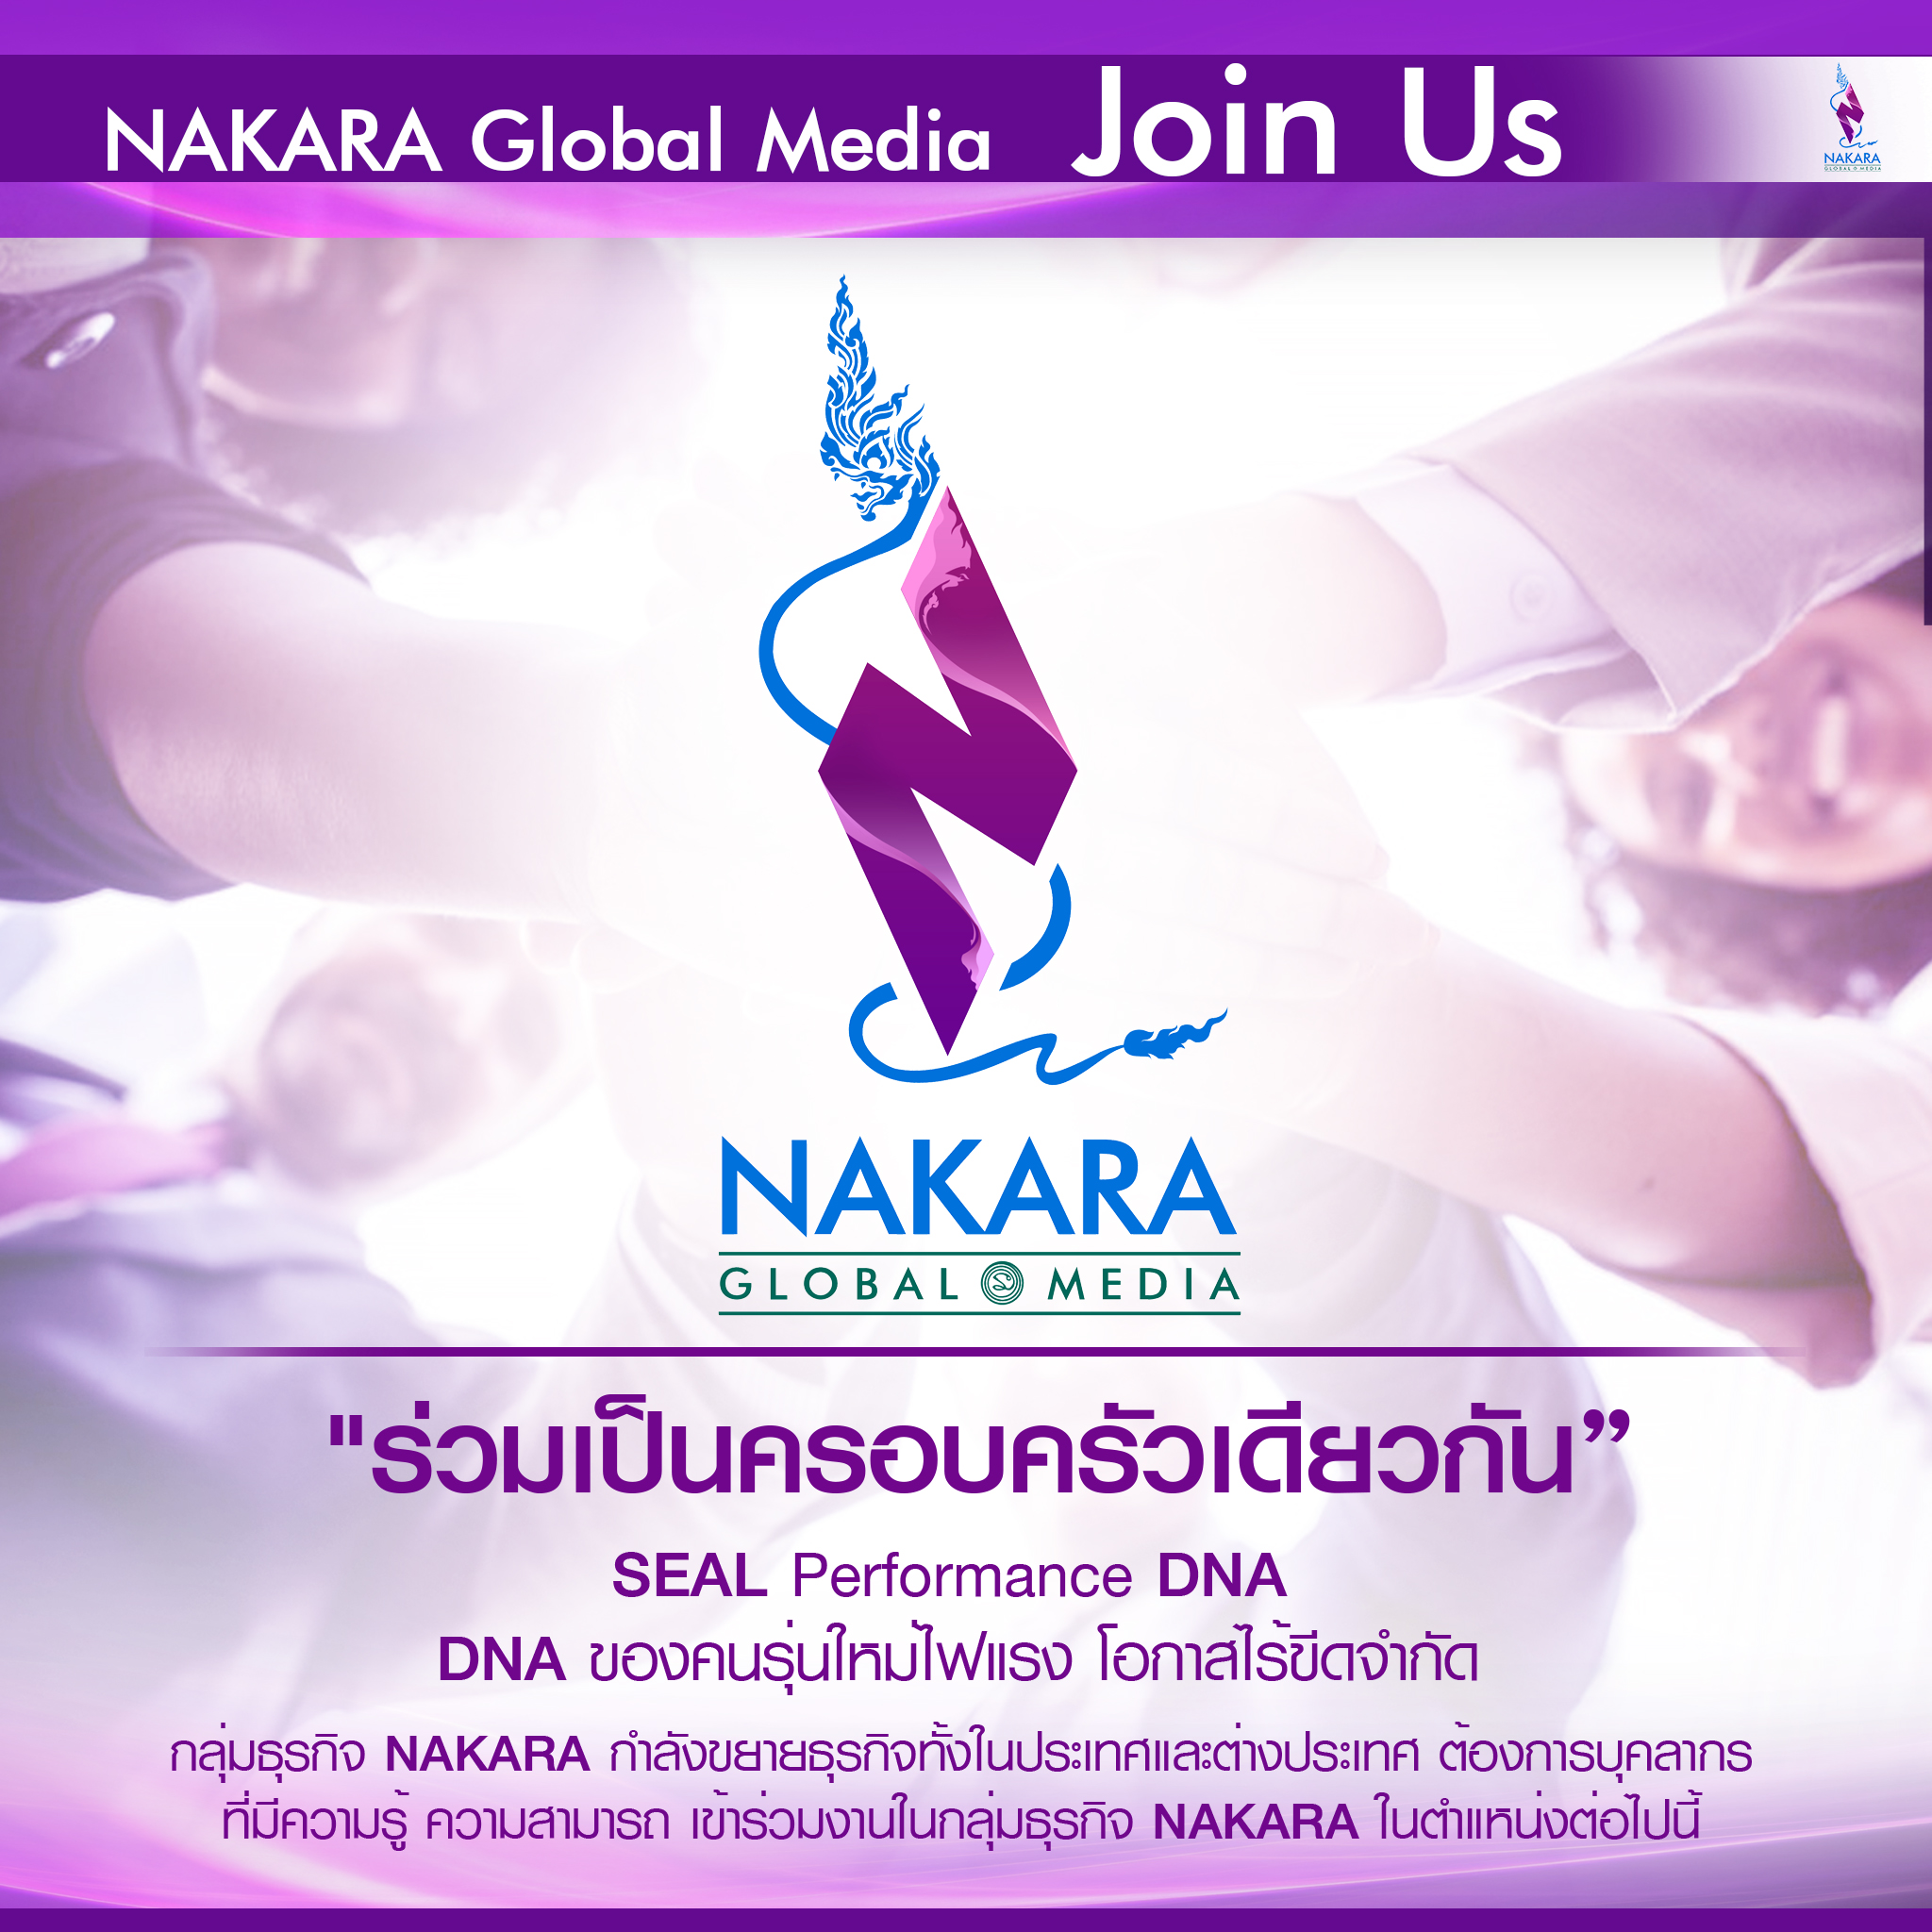 NAKARA Global Media Join Us
NAKARA
GLOBAL MEDIA
NAKARA
GLOBAL MEDIA
"ร่วมเป็นครอบครัวเดียวกัน”
SEAL Performance DNA
DNA ของคนรุ่นใหม่ไฟแรง โอกาสไร้ขีดจำกัด
กลุ่มธุรกิจ NAKARA กำลังขยายธุรกิจทั้งในประเทศและต่างประเทศ ต้องการบุคลากร
ที่มีความรู้ ความสามารถ เข้าร่วมงานในกลุ่มธุรกิจ NAKARA ในตำแหน่งต่อไปนี้